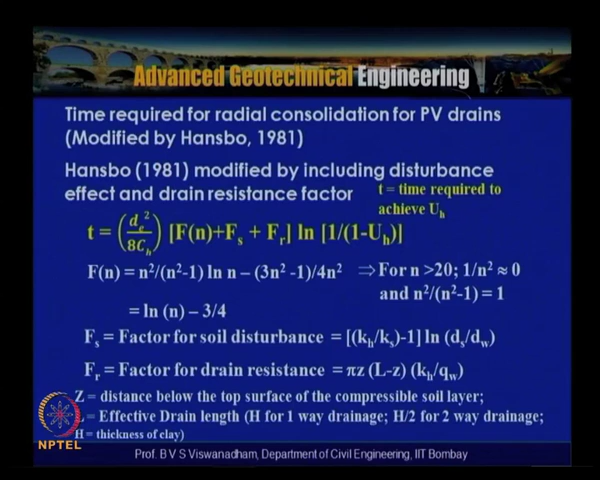 Advanced Geotechnical Engineering
Time required for radial consolidation for PV drains
(Modified by Hansbo, 1981)
Hansbo (1981) modified by including disturbance
effect and drain resistance factor
t = time required to
achieve Uₕ
t = (dₑ²/8Cₕ) [F(n)+Fₛ + Fᵣ] ln [1/(1-Uₕ)]
F(n) = n²/(n²-1) ln n – (3n² -1)/4n² ⇒ For n >20; 1/n² ≈ 0
and n²/(n²-1) = 1
= ln (n) – 3/4
Fₛ = Factor for soil disturbance = [(kₕ/kₛ)-1] ln (dₛ/d_w)
Fᵣ = Factor for drain resistance = πz (L-z) (kₕ/q_w)
Z = distance below the top surface of the compressible soil layer;
= Effective Drain length (H for 1 way drainage; H/2 for 2 way drainage;
H = thickness of clay)
NPTEL
Prof. B V S Viswanadham, Department of Civil Engineering, IIT Bombay